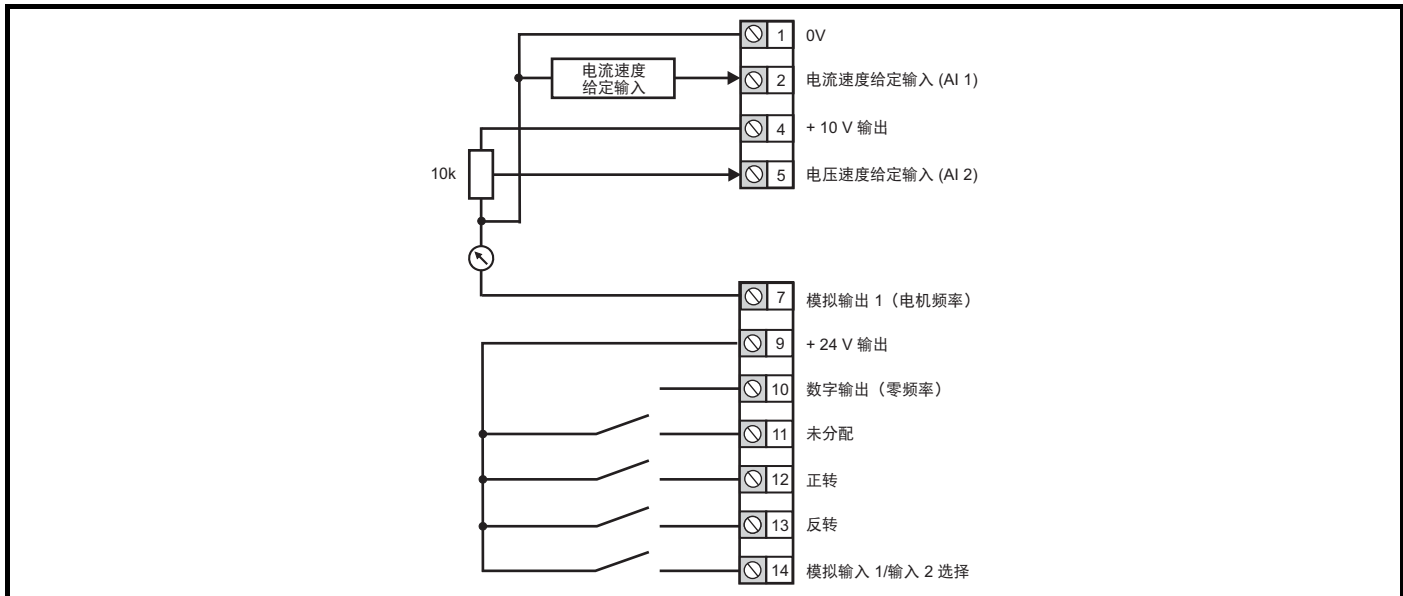 1 0V
电流速度
给定输入
2 电流速度给定输入 (AI 1)
4 + 10 V 输出
10k
5 电压速度给定输入 (AI 2)
7 模拟输出 1（电机频率）
9 + 24 V 输出
10 数字输出（零频率）
11 未分配
12 正转
13 反转
14 模拟输入 1/输入 2 选择